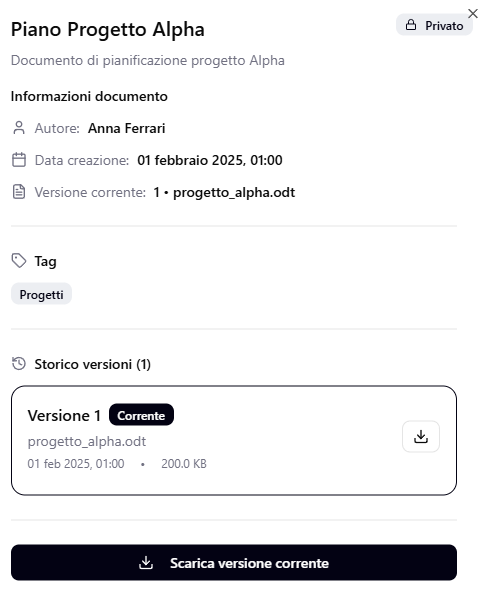 Piano Progetto Alpha
Privato
Documento di pianificazione progetto Alpha
Informazioni documento
Autore: Anna Ferrari
Data creazione: 01 febbraio 2025, 01:00
Versione corrente: 1 • progetto_alpha.odt
Tag
Progetti
Storico versioni (1)
Versione 1 Corrente
progetto_alpha.odt
01 feb 2025, 01:00 • 200.0 KB
Scarica versione corrente